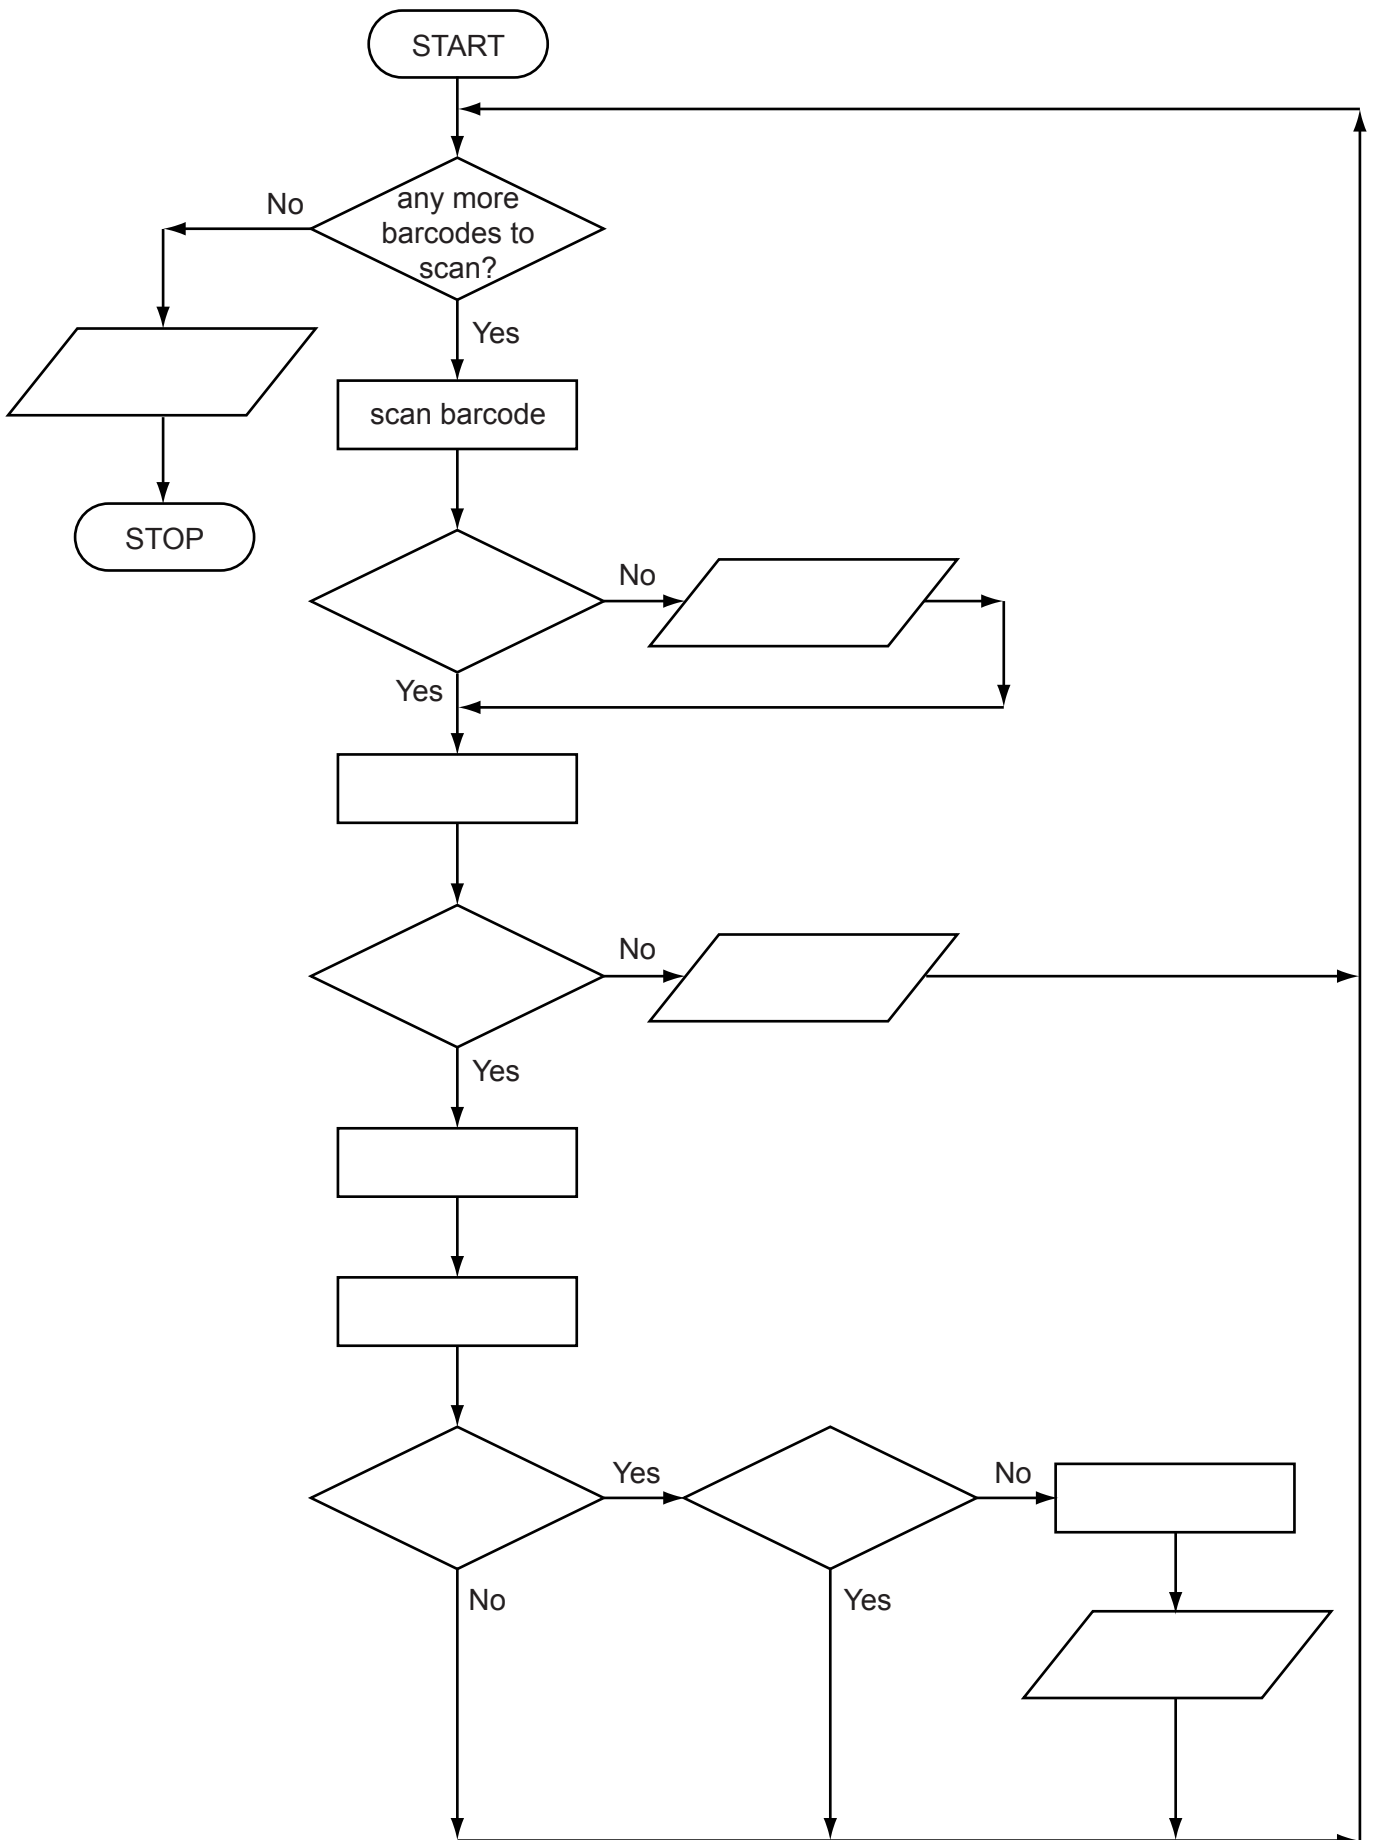 START
No
any more
barcodes to
scan?
Yes
scan barcode
STOP
No
Yes
No
Yes
Yes
No
No
Yes